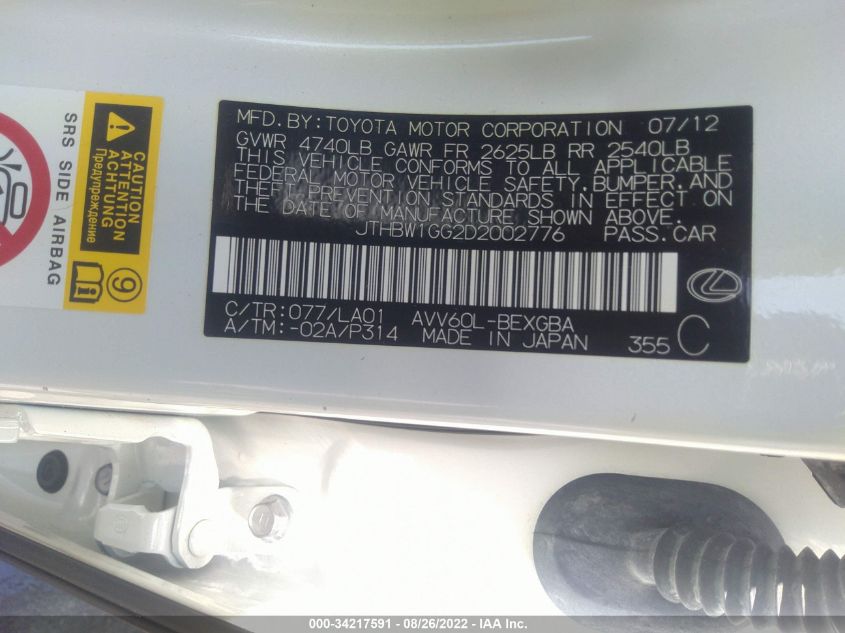 MFD.BY:TOYOTA MOTOR CORPORATION 07/12
GVWR 4740LB GAWR FR 2625LB RR 2540LB
THIS VEHICLE CONFORMS TO ALL APPLICABLE
FEDERAL MOTOR VEHICLE SAFETY,BUMPER,AND
THEFT PREVENTION STANDARDS IN EFFECT ON
THE DATE OF MANUFACTURE SHOWN ABOVE.
JTHBW1GG2D2002776 PASS.CAR
C/TR:077/LA01 AVV60L-BEXGBA
A/TM:-02A/P314 MADE IN JAPAN 355 C
SRS SIDE AIRBAG
CAUTION
ATTENTION
ACHTUNG
Предупреждение
9
000-34217591 - 08/26/2022 - IAA Inc.